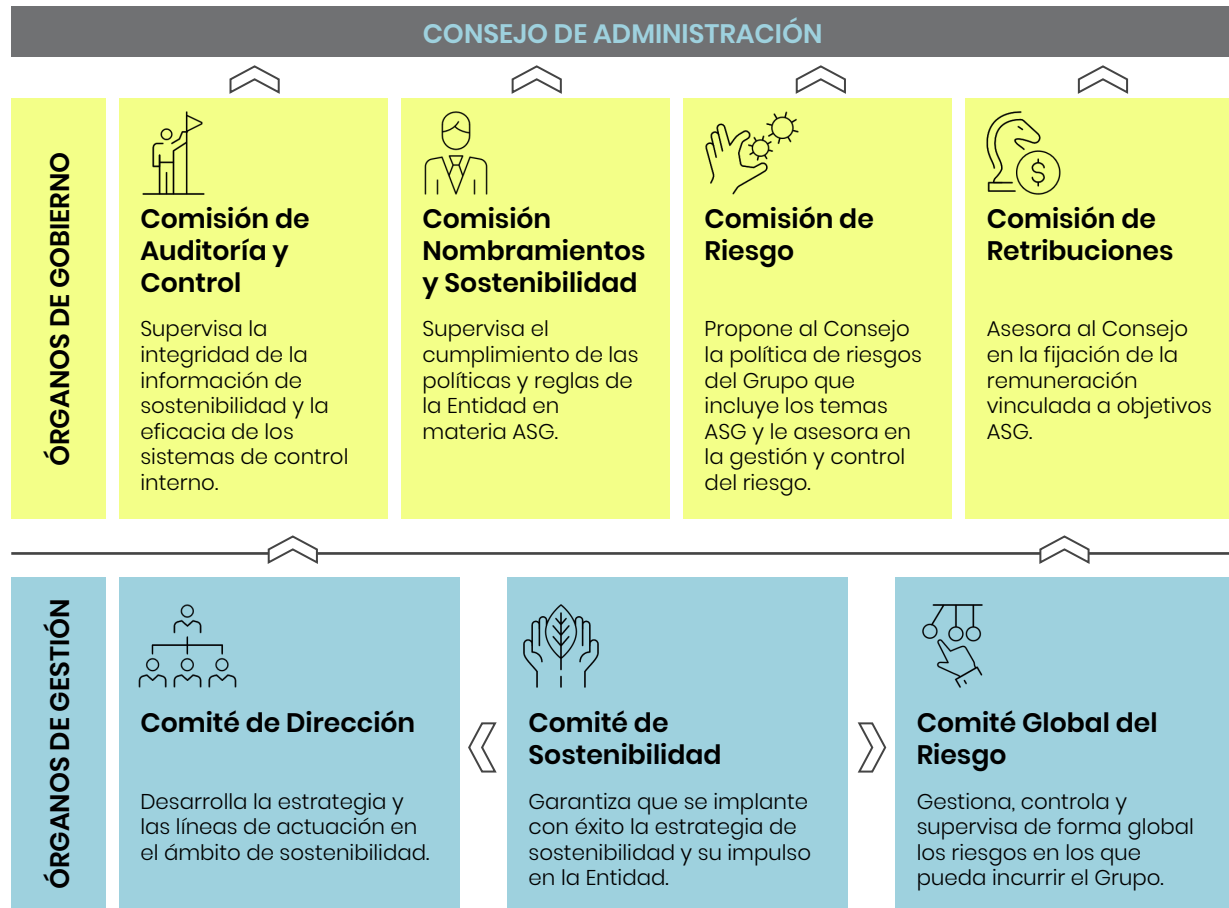 CONSEJO DE ADMINISTRACIÓN
ÓRGANOS DE GOBIERNO
Comisión de
Auditoría y
Control
Supervisa la
integridad de la
información de
sostenibilidad y la
eficacia de los
sistemas de control
interno.
Comisión
Nombramientos
y Sostenibilidad
Supervisa el
cumplimiento de las
políticas y reglas de
la Entidad en
materia ASG.
Comisión de
Riesgo
Propone al Consejo
la política de riesgos
del Grupo que
incluye los temas
ASG y le asesora en
la gestión y control
del riesgo.
$
Comisión de
Retribuciones
Asesora al Consejo
en la fijación de la
remuneración
vinculada a objetivos
ASG.
ÓRGANOS DE GESTIÓN
Comité de Dirección
Desarrolla la estrategia y
las líneas de actuación en
el ámbito de sostenibilidad.
Comité de
Sostenibilidad
Garantiza que se implante
con éxito la estrategia de
sostenibilidad y su impulso
en la Entidad.
Comité Global del
Riesgo
Gestiona, controla y
supervisa de forma global
los riesgos en los que
pueda incurrir el Grupo.